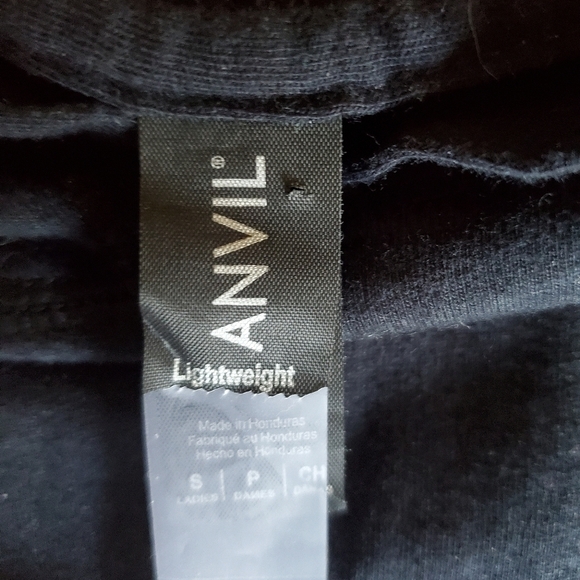 ANVIL®
Lightweight
Made in Honduras
Fabriqué au Honduras
Hecho en Honduras
S | P | CH
LADIES | DAMES